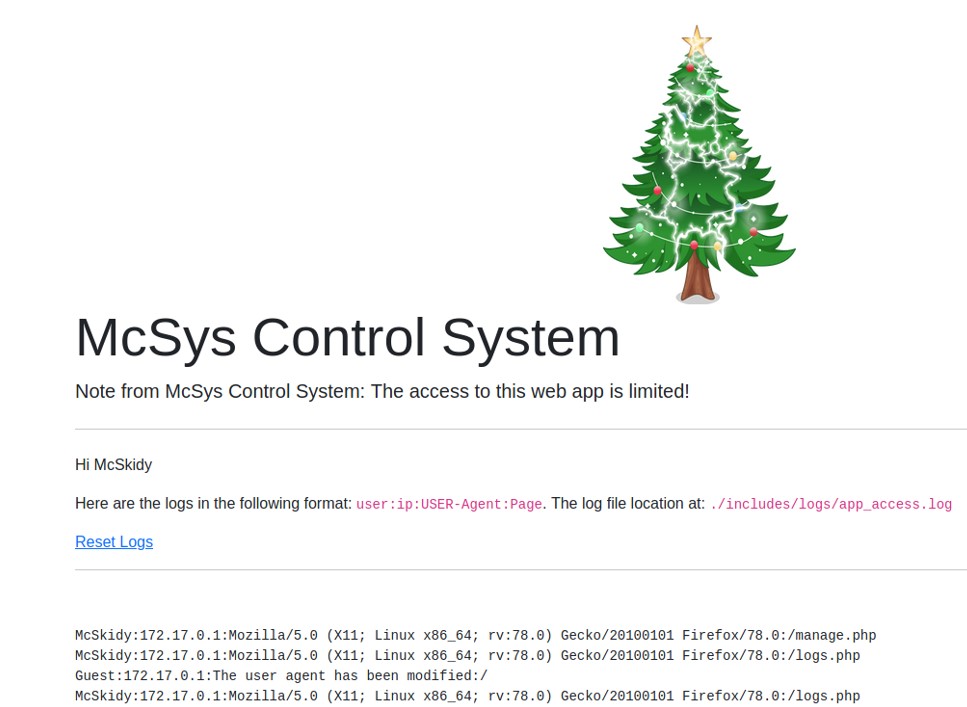 McSys Control System
Note from McSys Control System: The access to this web app is limited!
Hi McSkidy
Here are the logs in the following format: user:ip:USER-Agent:Page. The log file location at: ./includes/logs/app_access.log
Reset Logs
McSkidy:172.17.0.1:Mozilla/5.0 (X11; Linux x86_64; rv:78.0) Gecko/20100101 Firefox/78.0:/manage.php
McSkidy:172.17.0.1:Mozilla/5.0 (X11; Linux x86_64; rv:78.0) Gecko/20100101 Firefox/78.0:/logs.php
Guest:172.17.0.1:The user agent has been modified:/
McSkidy:172.17.0.1:Mozilla/5.0 (X11; Linux x86_64; rv:78.0) Gecko/20100101 Firefox/78.0:/logs.php